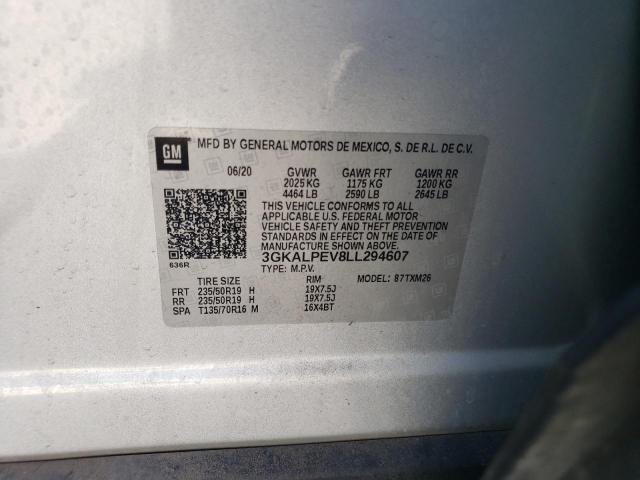 GM
MFD BY GENERAL MOTORS DE MEXICO, S. DE R.L. DE C.V.
06/20 GVWR GAWR FRT GAWR RR
2025 KG 1175 KG 1200 KG
4464 LB 2590 LB 2645 LB
THIS VEHICLE CONFORMS TO ALL
APPLICABLE U.S. FEDERAL MOTOR
VEHICLE SAFETY AND THEFT PREVENTION
STANDARDS IN EFFECT ON THE DATE OF
MANUFACTURE SHOWN ABOVE.
3GKALPEV8LL294607
636R
TYPE: M.P.V.
TIRE SIZE RIM MODEL: 87TXM26
FRT 235/50R19 H 19X7.5J
RR 235/50R19 H 19X7.5J
SPA T135/70R16 M 16X4BT